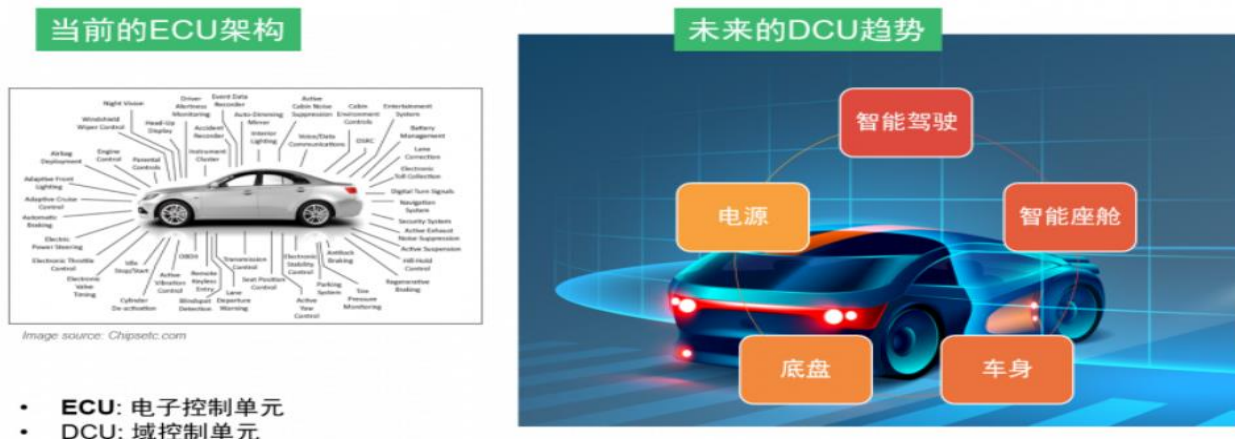 当前的ECU架构
未来的DCU趋势
Night Vision
Driver
Alertness
Monitoring
Event Data
Recorder
Active
Cabin Noise
Suppression
Cabin
Environment
Controls
Entertainment
System
Windshield
Wiper Control
Head-Up
Display
Accident
Recorder
Auto-Dimming
Mirror
Interior
Lighting
Voice/Data
Communications
DSRC
Battery
Management
Lane
Correction
Airbag
Deployment
Engine
Control
Parental
Controls
Instrument
Cluster
Electronic
Toll Collection
Adaptive Front
Lighting
Digital Turn Signals
Adaptive Cruise
Control
Navigation
System
Automatic
Braking
Security System
Active Exhaust
Noise Suppression
Electric
Power Steering
Active Suspension
Electronic Throttle
Control
Idle
Stop/Start
OBDII
Transmission
Control
Electronic
Stability
Control
Antilock
Braking
Hill-Hold
Control
Electronic
Valve
Timing
Active
Vibration
Control
Remote
Keyless
Entry
Seat Position
Control
Parking
System
Regenerative
Braking
Cylinder
De-activation
Blindspot
Detection
Lane
Departure
Warning
Active
Yaw
Control
Tire
Pressure
Monitoring
Image source: Chipsetc.com
智能驾驶
电源
智能座舱
底盘
车身
• ECU: 电子控制单元
• DCU: 域控制单元